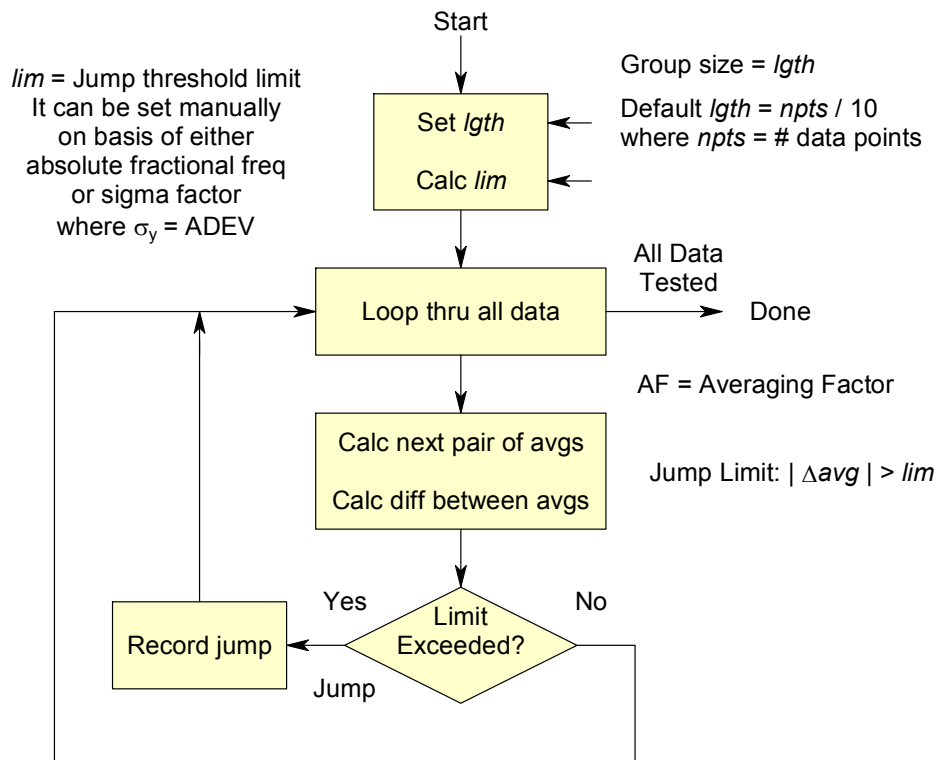 Start
lim = Jump threshold limit
It can be set manually
on basis of either
absolute fractional freq
or sigma factor
where σy = ADEV
Group size = lgth
Default lgth = npts / 10
where npts = # data points
Set lgth
Calc lim
All Data
Tested
Loop thru all data
Done
AF = Averaging Factor
Calc next pair of avgs
Calc diff between avgs
Jump Limit: | Δavg | > lim
Yes
No
Limit
Exceeded?
Record jump
Jump